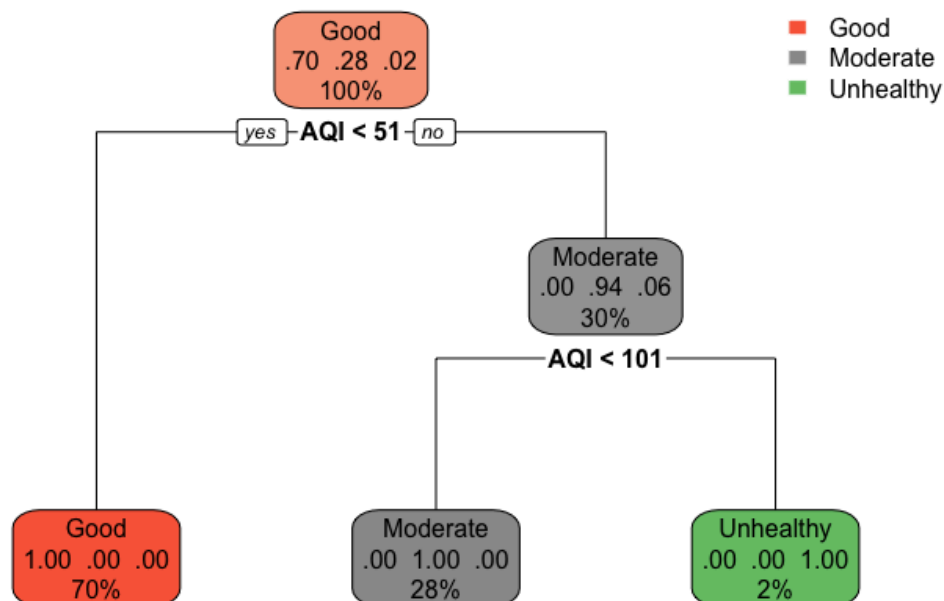 Good
.70 .28 .02
100%
yes AQI < 51 no
Good
Moderate
Unhealthy
Moderate
.00 .94 .06
30%
AQI < 101
Good
1.00 .00 .00
70%
Moderate
.00 1.00 .00
28%
Unhealthy
.00 .00 1.00
2%